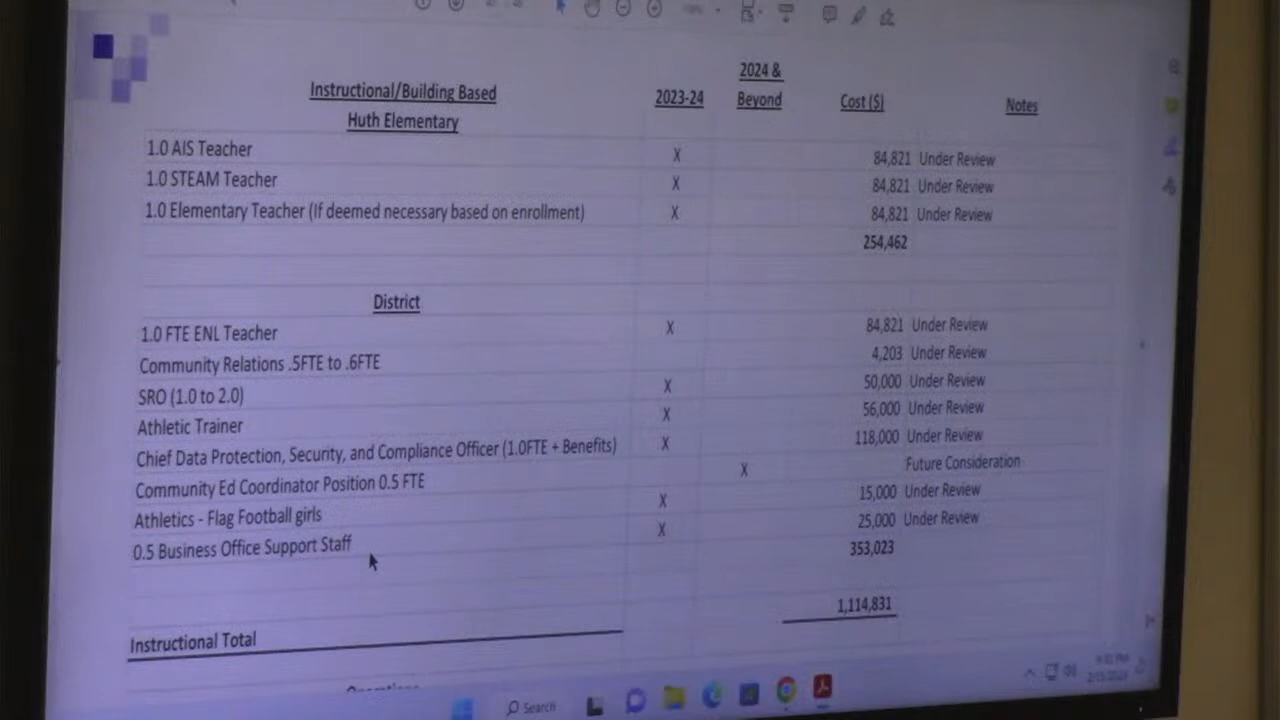 2024 &
Instructional/Building Based 2023-24 Beyond Cost ($) Notes
Huth Elementary
1.0 AIS Teacher X 84,821 Under Review
1.0 STEAM Teacher X 84,821 Under Review
1.0 Elementary Teacher (If deemed necessary based on enrollment) X 84,821 Under Review
254,462
District
1.0 FTE ENL Teacher X 84,821 Under Review
Community Relations .5FTE to .6FTE 4,203 Under Review
SRO (1.0 to 2.0) X 50,000 Under Review
Athletic Trainer X 56,000 Under Review
Chief Data Protection, Security, and Compliance Officer (1.0FTE + Benefits) X 118,000 Under Review
Community Ed Coordinator Position 0.5 FTE X Future Consideration
Athletics - Flag Football girls X 15,000 Under Review
0.5 Business Office Support Staff X 25,000 Under Review
353,023
1,114,831
Instructional Total
Search